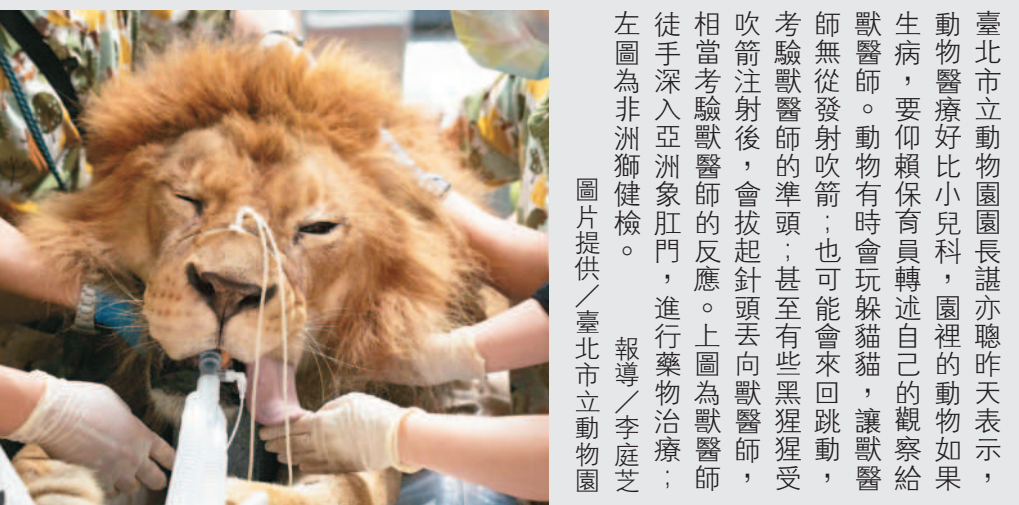 臺北市立動物園園長諶亦聰昨天表示，
動物醫療好比小兒科，園裡的動物如果
生病，要仰賴保育員轉述自己的觀察給
獸醫師。動物有時會玩躲貓貓，讓獸醫
師無從發射吹箭；也可能會來回跳動，
考驗獸醫師的準頭；甚至有些黑猩猩受
吹箭注射後，會拔起針頭丟向獸醫師，
相當考驗獸醫師的反應。上圖為獸醫師
徒手深入亞洲象肛門，進行藥物治療；
左圖為非洲獅健檢。　報導／李庭芝
圖片提供／臺北市立動物園